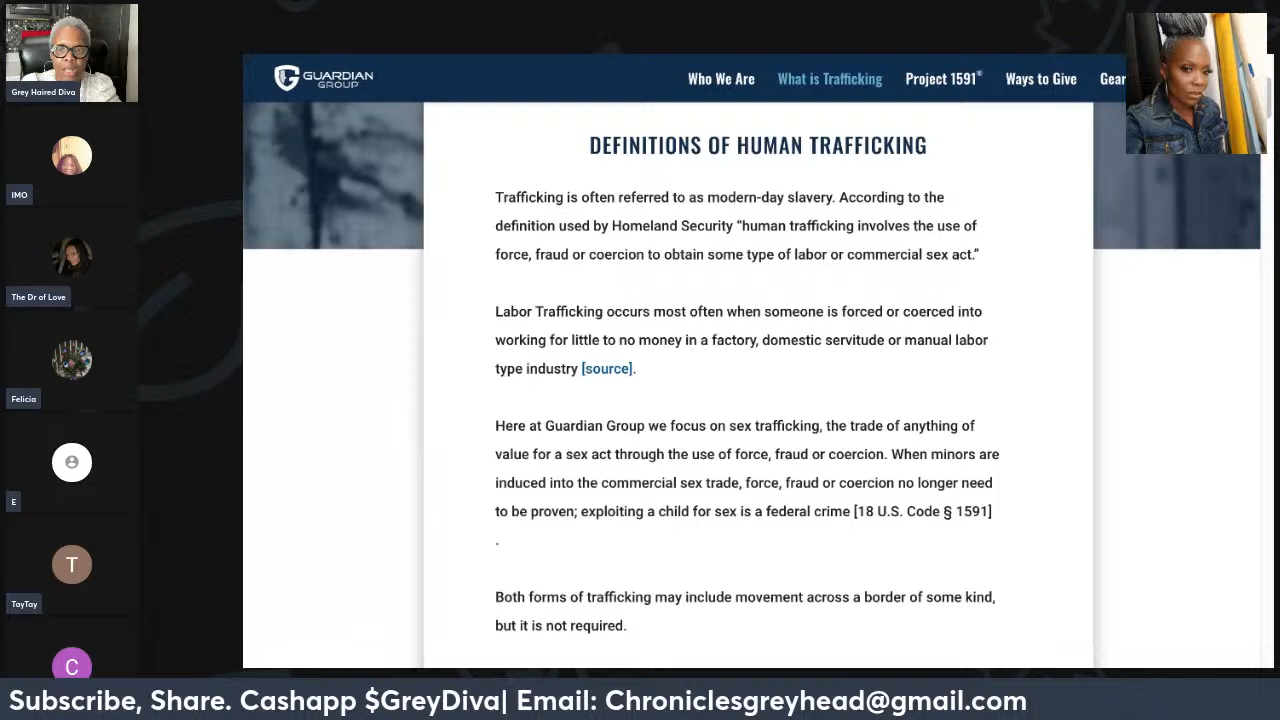 Grey Haired Diva
IMO
The Dr of Love
Felicia
E
T
TayTay
C
GUARDIAN
GROUP
Who We Are
What is Trafficking
Project 1591®
Ways to Give
Gear
DEFINITIONS OF HUMAN TRAFFICKING
Trafficking is often referred to as modern-day slavery. According to the
definition used by Homeland Security “human trafficking involves the use of
force, fraud or coercion to obtain some type of labor or commercial sex act.”
Labor Trafficking occurs most often when someone is forced or coerced into
working for little to no money in a factory, domestic servitude or manual labor
type industry [source].
Here at Guardian Group we focus on sex trafficking, the trade of anything of
value for a sex act through the use of force, fraud or coercion. When minors are
induced into the commercial sex trade, force, fraud or coercion no longer need
to be proven; exploiting a child for sex is a federal crime [18 U.S. Code § 1591]
.
Both forms of trafficking may include movement across a border of some kind,
but it is not required.
Subscribe, Share. Cashapp $GreyDiva| Email: Chroniclesgreyhead@gmail.com